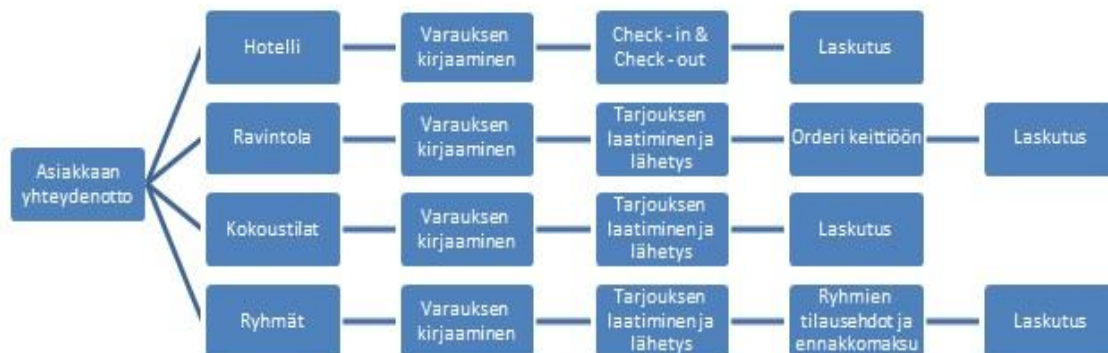 Asiakkaan
yhteydenotto
Hotelli
Varauksen
kirjaaminen
Check - in &
Check - out
Laskutus
Ravintola
Varauksen
kirjaaminen
Tarjouksen
laatiminen ja
lähetys
Orderi keittiöön
Laskutus
Kokoustilat
Varauksen
kirjaaminen
Tarjouksen
laatiminen ja
lähetys
Laskutus
Ryhmät
Varauksen
kirjaaminen
Tarjouksen
laatiminen ja
lähetys
Ryhmien
tilausehdot ja
ennakkomaksu
Laskutus